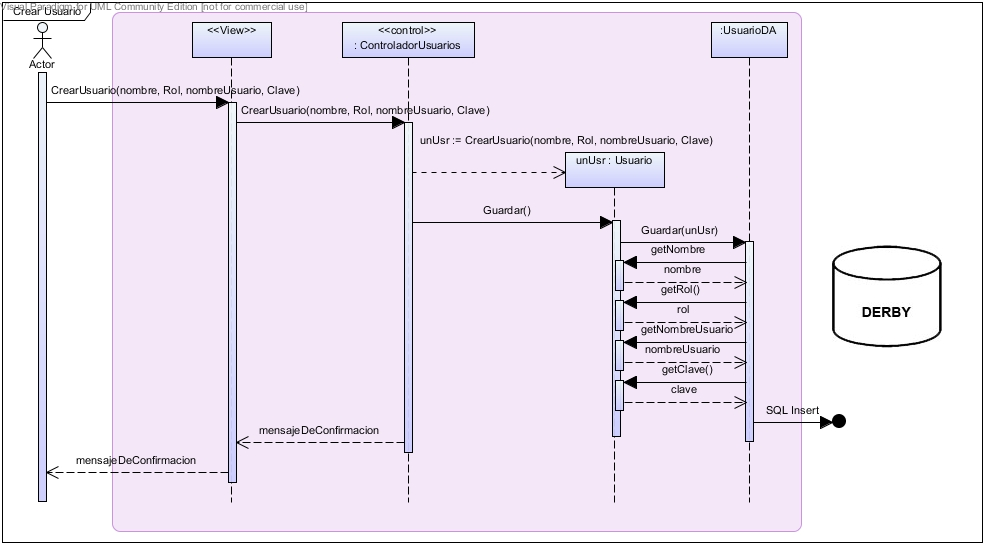 Visual Paradigm for UML Community Edition [not for commercial use]
Crear Usuario
Actor
<<View>>
<<control>>
: ControladorUsuarios
:UsuarioDA
CrearUsuario(nombre, Rol, nombreUsuario, Clave)
CrearUsuario(nombre, Rol, nombreUsuario, Clave)
unUsr := CrearUsuario(nombre, Rol, nombreUsuario, Clave)
unUsr : Usuario
Guardar()
Guardar(unUsr)
getNombre
nombre
getRol()
rol
getNombreUsuario
nombreUsuario
getClave()
clave
DERBY
SQL Insert
mensajeDeConfirmacion
mensajeDeConfirmacion